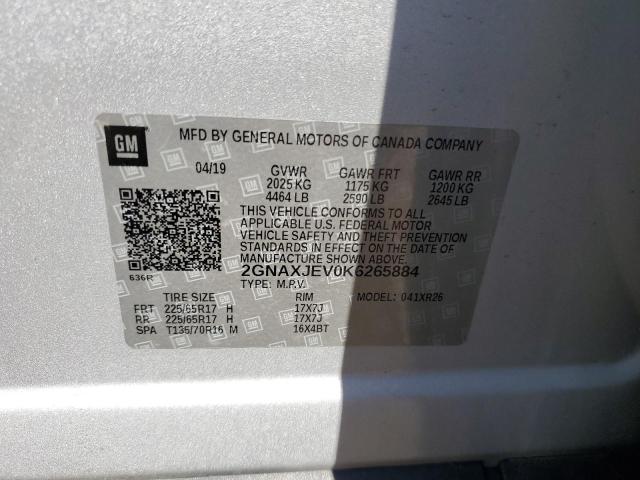 GM
MFD BY GENERAL MOTORS OF CANADA COMPANY
04/19 GVWR GAWR FRT GAWR RR
2025 KG 1175 KG 1200 KG
4464 LB 2590 LB 2645 LB
THIS VEHICLE CONFORMS TO ALL
APPLICABLE U.S. FEDERAL MOTOR
VEHICLE SAFETY AND THEFT PREVENTION
STANDARDS IN EFFECT ON THE DATE
OF MANUFACTURE SHOWN ABOVE.
2GNAXJEV0K6265884
636R TYPE: M.P.V.
TIRE SIZE RIM MODEL: 041XR26
FRT 225/65R17 H 17X7J
RR 225/65R17 H 17X7J
SPA T135/70R16 M 16X4BT